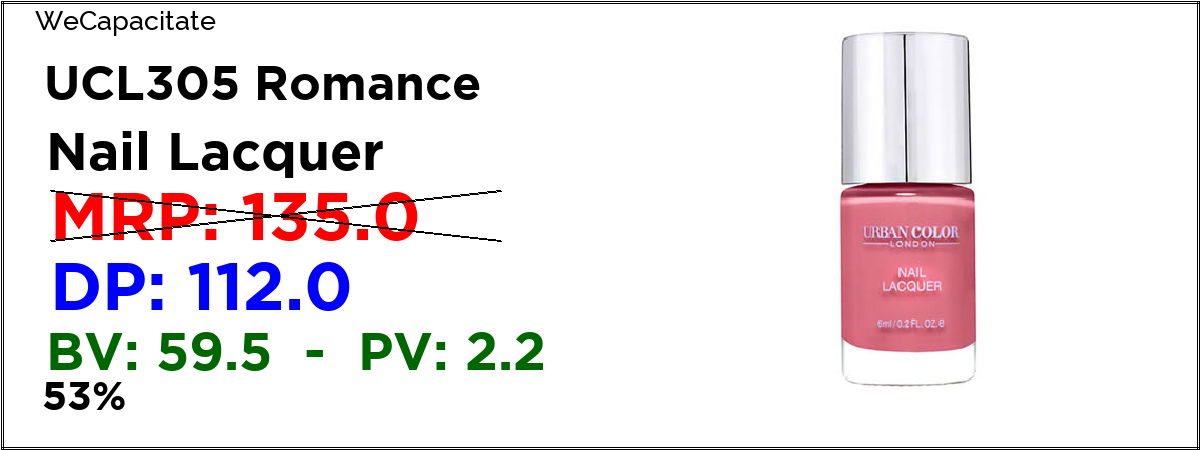 WeCapacitate
UCL305 Romance
Nail Lacquer
MRP: 135.0
DP: 112.0
BV: 59.5 - PV: 2.2
53%
URBAN COLOR
LONDON
NAIL
LACQUER
6ml/0.2 FL. OZ. e